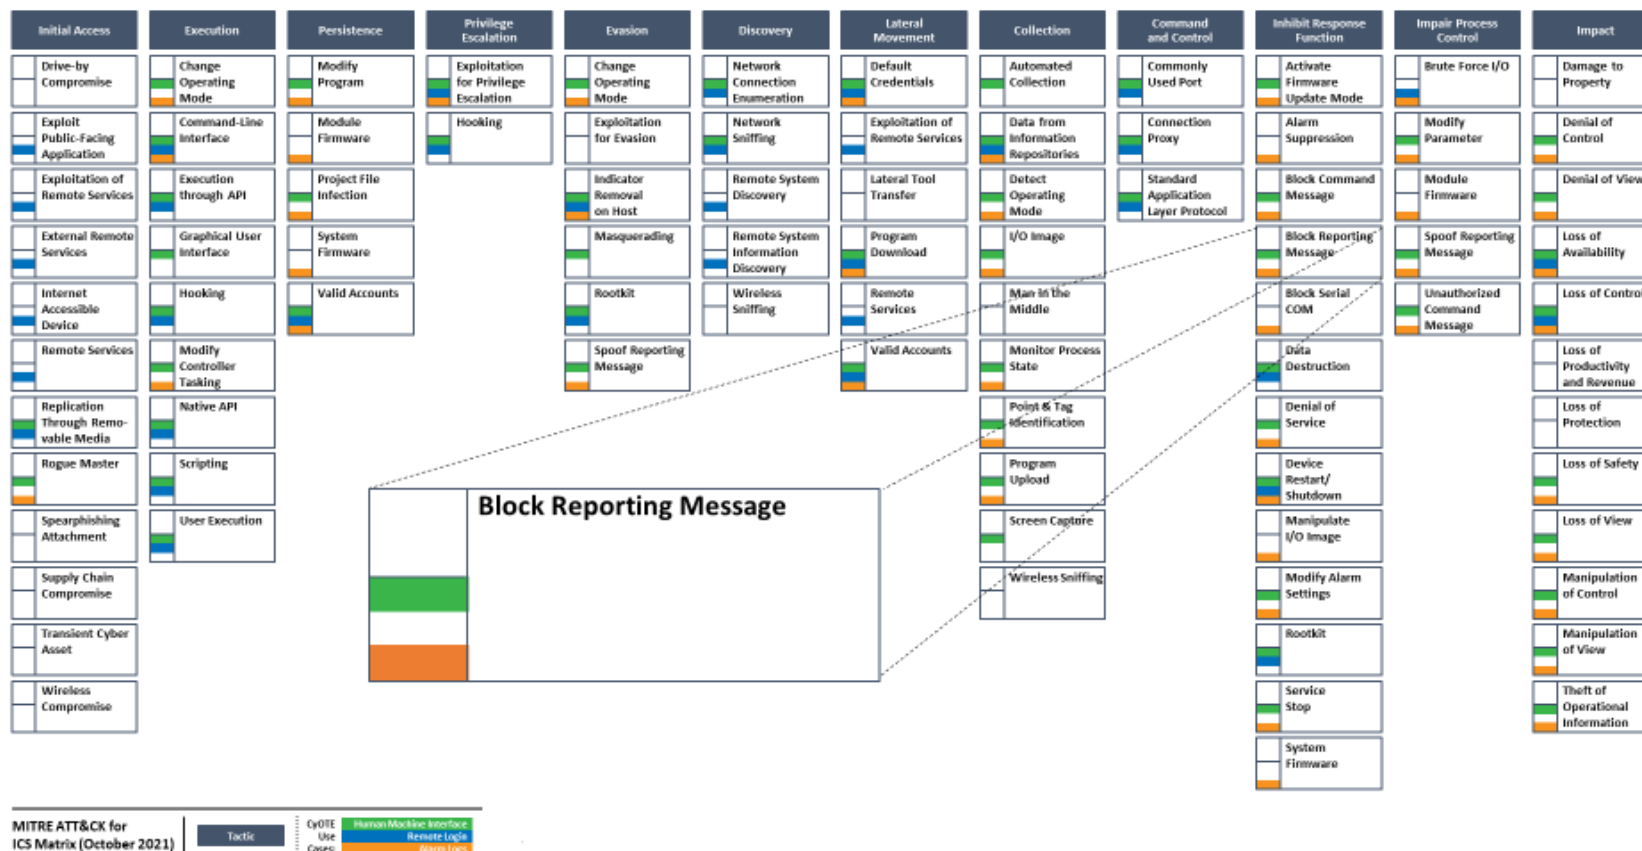 Initial Access
Drive-by
Compromise
Exploit
Public-Facing
Application
Exploitation of
Remote Services
External Remote
Services
Internet
Accessible
Device
Remote Services
Replication
Through Remo-
vable Media
Rogue Master
Spearphishing
Attachment
Supply Chain
Compromise
Transient Cyber
Asset
Wireless
Compromise
Execution
Change
Operating
Mode
Command-Line
Interface
Execution
through API
Graphical User
Interface
Hooking
Modify
Controller
Tasking
Native API
Scripting
User Execution
Persistence
Modify
Program
Module
Firmware
Project File
Infection
System
Firmware
Valid Accounts
Privilege
Escalation
Exploitation
for Privilege
Escalation
Hooking
Evasion
Change
Operating
Mode
Exploitation
for Evasion
Indicator
Removal
on Host
Masquerading
Rootkit
Spoof Reporting
Message
Discovery
Network
Connection
Enumeration
Network
Sniffing
Remote System
Discovery
Remote System
Information
Discovery
Wireless
Sniffing
Lateral
Movement
Default
Credentials
Exploitation of
Remote Services
Lateral Tool
Transfer
Program
Download
Remote
Services
Valid Accounts
Collection
Automated
Collection
Data from
Information
Repositories
Detect
Operating
Mode
I/O Image
Man in the
Middle
Monitor Process
State
Point & Tag
Identification
Program
Upload
Screen Capture
Wireless Sniffing
Command
and Control
Commonly
Used Port
Connection
Proxy
Standard
Application
Layer Protocol
Inhibit Response
Function
Activate
Firmware
Update Mode
Alarm
Suppression
Block Command
Message
Block Reporting
Message
Block Serial
COM
Data
Destruction
Denial of
Service
Device
Restart/
Shutdown
Manipulate
I/O Image
Modify Alarm
Settings
Rootkit
Service
Stop
System
Firmware
Impair Process
Control
Brute Force I/O
Modify
Parameter
Module
Firmware
Spoof Reporting
Message
Unauthorized
Command
Message
Impact
Damage to
Property
Denial of
Control
Denial of View
Loss of
Availability
Loss of Control
Loss of
Productivity
and Revenue
Loss of
Protection
Loss of Safety
Loss of View
Manipulation
of Control
Manipulation
of View
Theft of
Operational
Information
Block Reporting Message
MITRE ATT&CK for
ICS Matrix (October 2021)
Tactic
CyOTE
Use
Cases:
Human Machine Interface
Remote Login
Alarm Logs